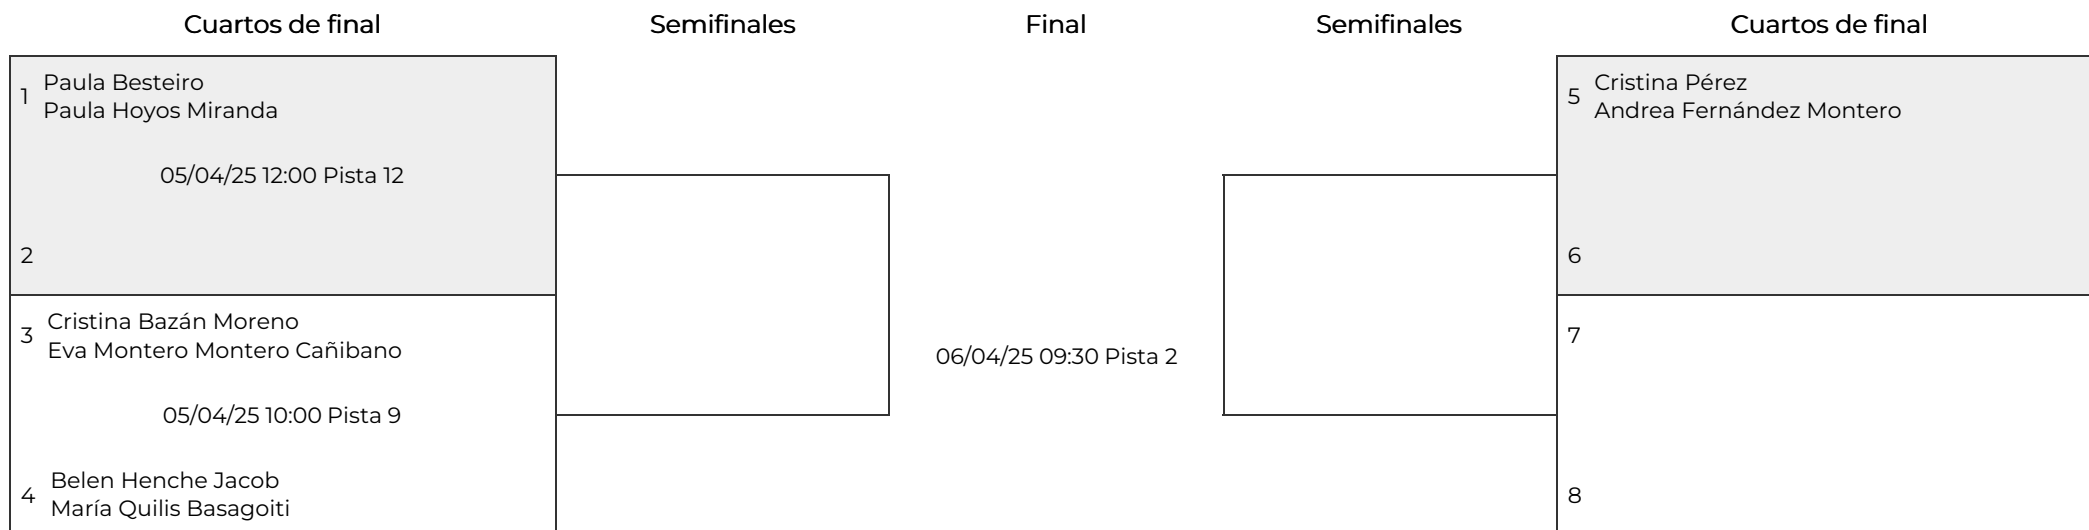 Cuartos de final
Semifinales
Final
Semifinales
Cuartos de final
1
Paula Besteiro
Paula Hoyos Miranda
05/04/25 12:00 Pista 12
2
3
Cristina Bazán Moreno
Eva Montero Montero Cañibano
05/04/25 10:00 Pista 9
4
Belen Henche Jacob
María Quilis Basagoiti
06/04/25 09:30 Pista 2
5
Cristina Pérez
Andrea Fernández Montero
6
7
8